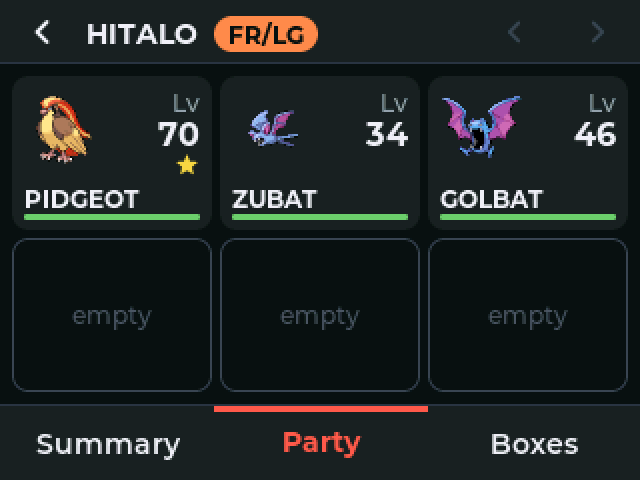 HITALO FR/LG
Lv Lv Lv
70 34 46
PIDGEOT ZUBAT GOLBAT
empty empty empty
Summary Party Boxes